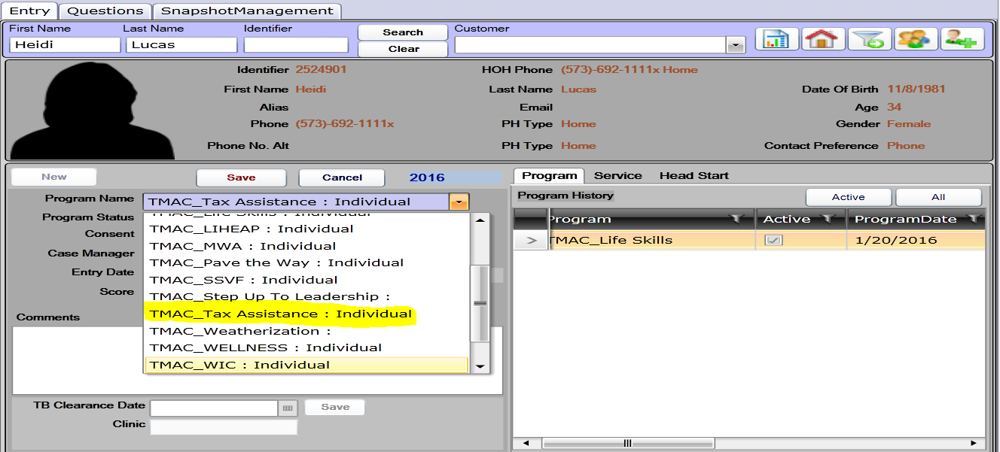 Entry Questions SnapshotManagement
First Name Last Name Identifier Customer
Heidi Lucas
Search
Clear
Identifier 2524901 HOH Phone (573)-692-1111x Home
First Name Heidi Last Name Lucas Date Of Birth 11/8/1981
Alias Email Age 34
Phone (573)-692-1111x PH Type Home Gender Female
Phone No. Alt PH Type Home Contact Preference Phone
New Save Cancel 2016
Program Name TMAC_Tax Assistance : Individual
Program Status
Consent
Case Manager
Entry Date
Score
Comments
TMAC_Life Skills : Individual
TMAC_LIHEAP : Individual
TMAC_MWA : Individual
TMAC_Pave the Way : Individual
TMAC_SSVF : Individual
TMAC_Step Up To Leadership :
TMAC_Tax Assistance : Individual
TMAC_Weatherization :
TMAC_WELLNESS : Individual
TMAC_WIC : Individual
TB Clearance Date Save
Clinic
Program Service Head Start
Program History Active All
Program Active ProgramDate
> TMAC_Life Skills 1/20/2016